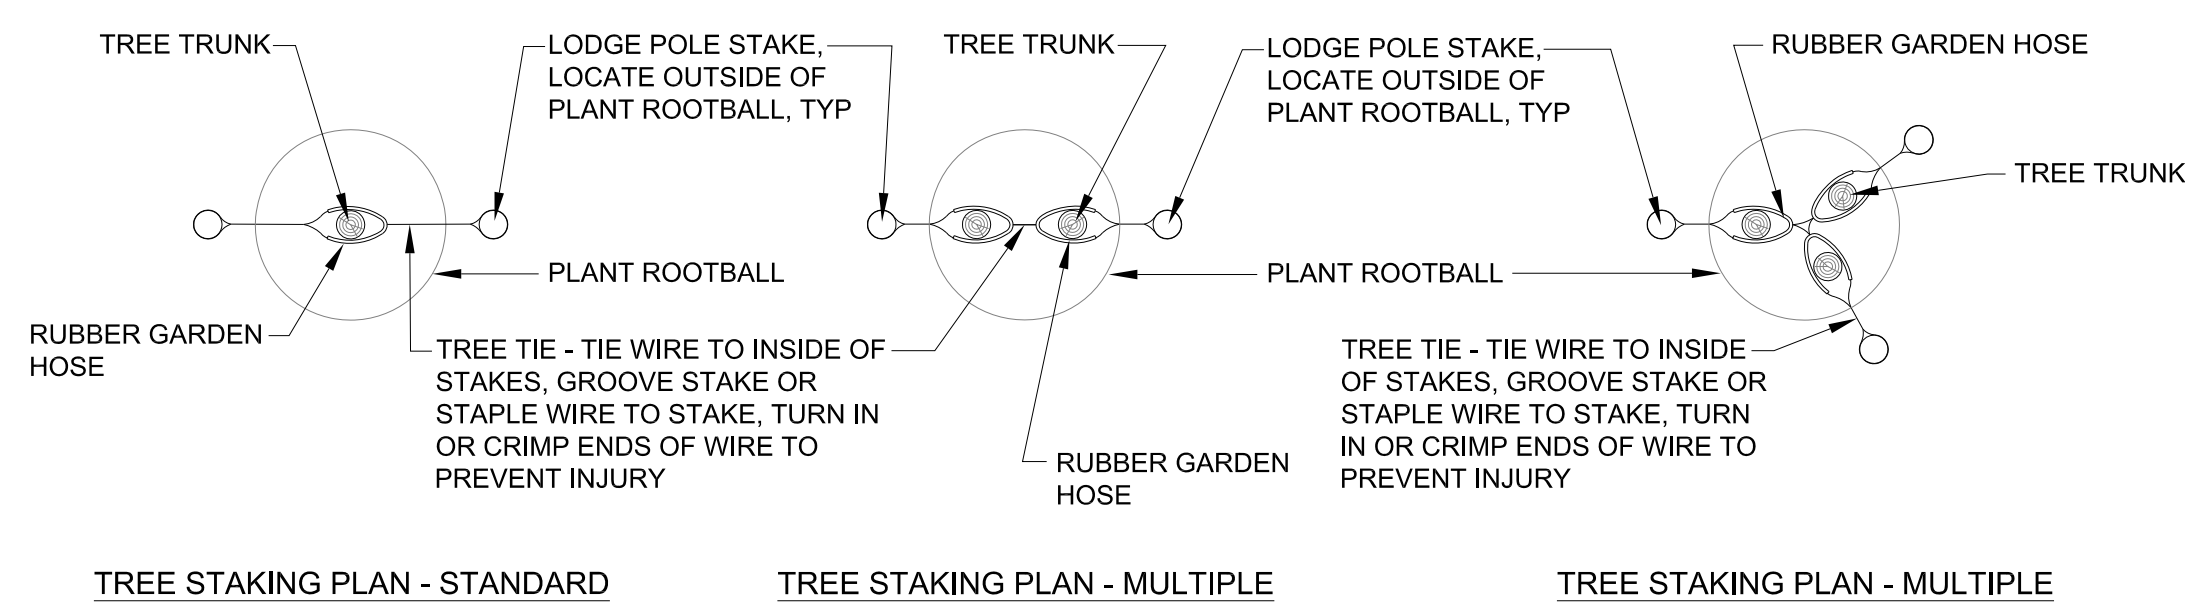 TREE TRUNK
LODGE POLE STAKE,
LOCATE OUTSIDE OF
PLANT ROOTBALL, TYP
PLANT ROOTBALL
RUBBER GARDEN
HOSE
TREE TIE - TIE WIRE TO INSIDE OF
STAKES, GROOVE STAKE OR
STAPLE WIRE TO STAKE, TURN IN
OR CRIMP ENDS OF WIRE TO
PREVENT INJURY
TREE STAKING PLAN - STANDARD
TREE TRUNK
LODGE POLE STAKE,
LOCATE OUTSIDE OF
PLANT ROOTBALL, TYP
PLANT ROOTBALL
RUBBER GARDEN
HOSE
TREE STAKING PLAN - MULTIPLE
RUBBER GARDEN HOSE
TREE TRUNK
TREE TIE - TIE WIRE TO INSIDE
OF STAKES, GROOVE STAKE OR
STAPLE WIRE TO STAKE, TURN
IN OR CRIMP ENDS OF WIRE TO
PREVENT INJURY
TREE STAKING PLAN - MULTIPLE